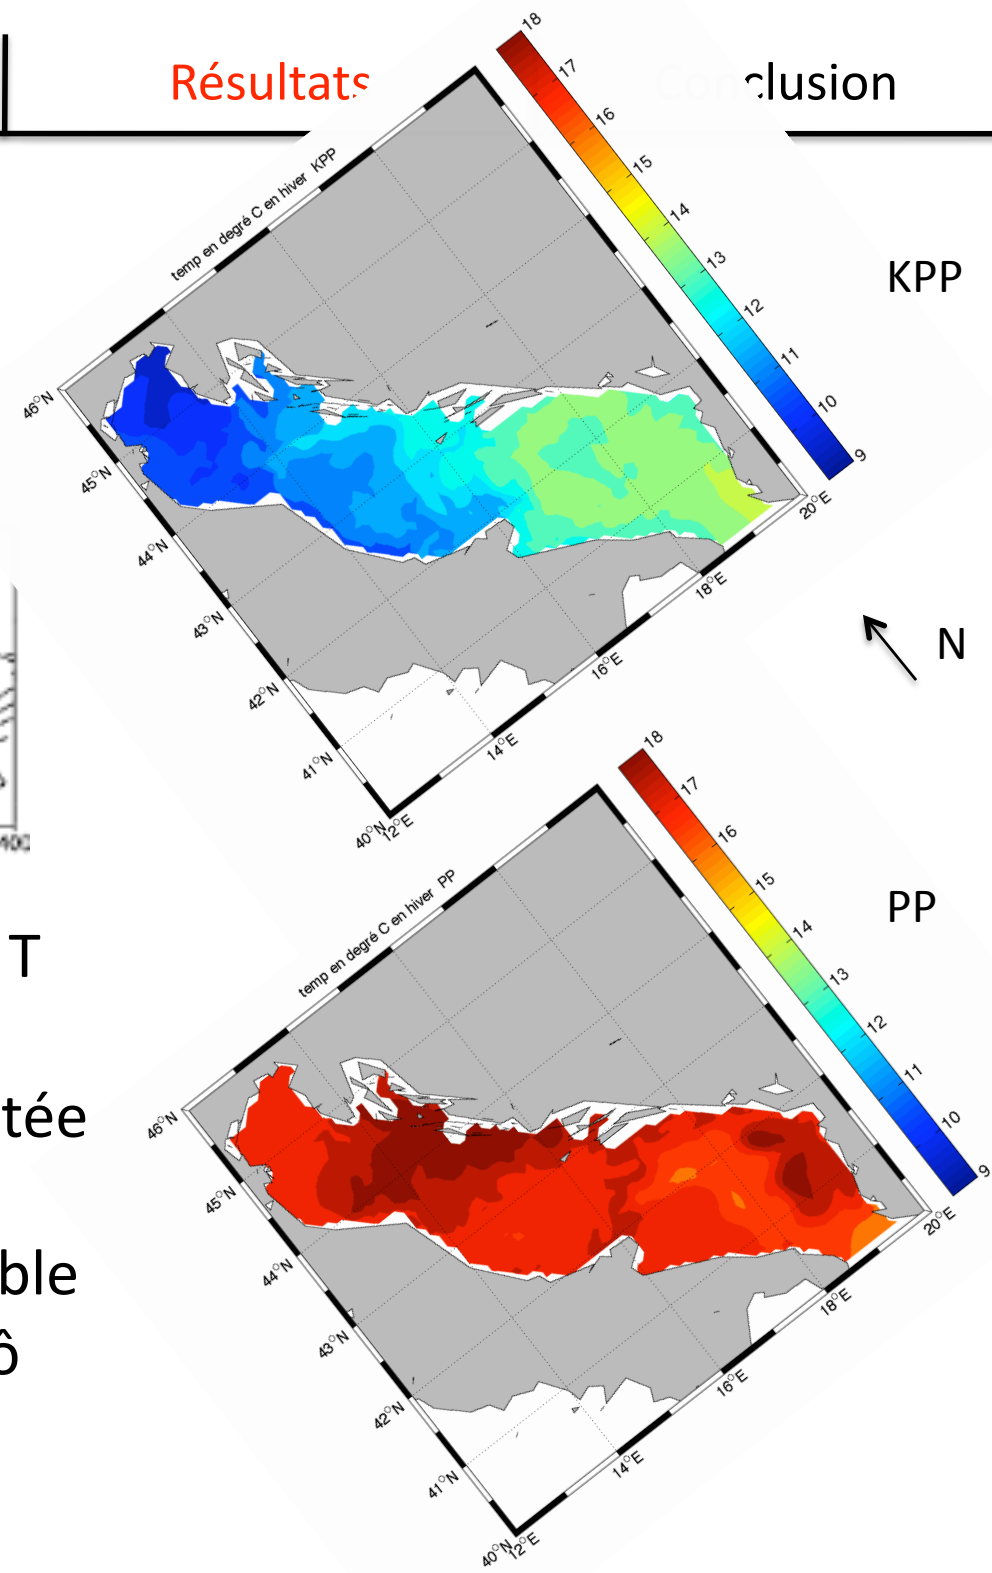 Résultats
clusion
temp en degré C en hiver KPP
18
17
16
15
14
13
12
11
10
9
KPP
46°N
45°N
44°N
43°N
42°N
41°N
40°N
12°E
14°E
16°E
18°E
20°E
N
400
T
tée
ble
ô
temp en degré C en hiver PP
18
17
16
15
14
13
12
11
10
9
PP
46°N
45°N
44°N
43°N
42°N
41°N
40°N
12°E
14°E
16°E
18°E
20°E